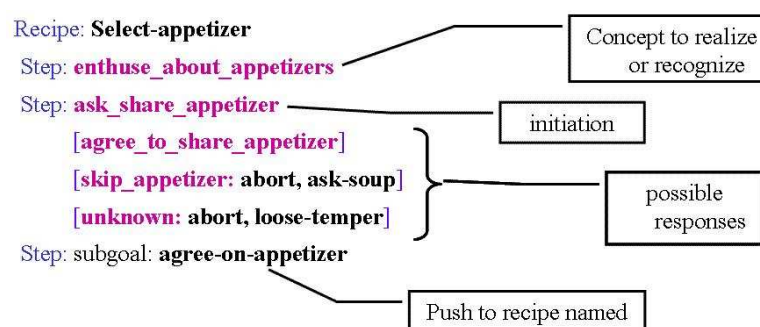 Recipe: Select-appetizer
Step: enthuse_about_appetizers
Concept to realize
or recognize
Step: ask_share_appetizer
initiation
[agree_to_share_appetizer]
[skip_appetizer: abort, ask-soup]
[unknown: abort, loose-temper]
possible
responses
Step: subgoal: agree-on-appetizer
Push to recipe named